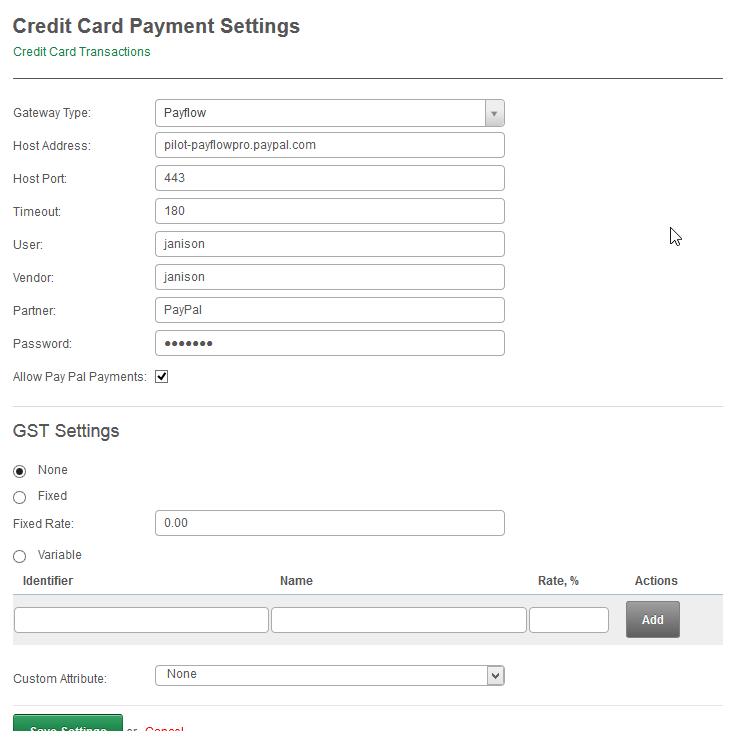 Credit Card Payment Settings
Credit Card Transactions
Gateway Type: Payflow
Host Address: pilot-payflowpro.paypal.com
Host Port: 443
Timeout: 180
User: janison
Vendor: janison
Partner: PayPal
Password: •••••••
Allow Pay Pal Payments:
GST Settings
None
Fixed
Fixed Rate: 0.00
Variable
Identifier Name Rate, % Actions
Add
Custom Attribute: None
Save Settings or Cancel